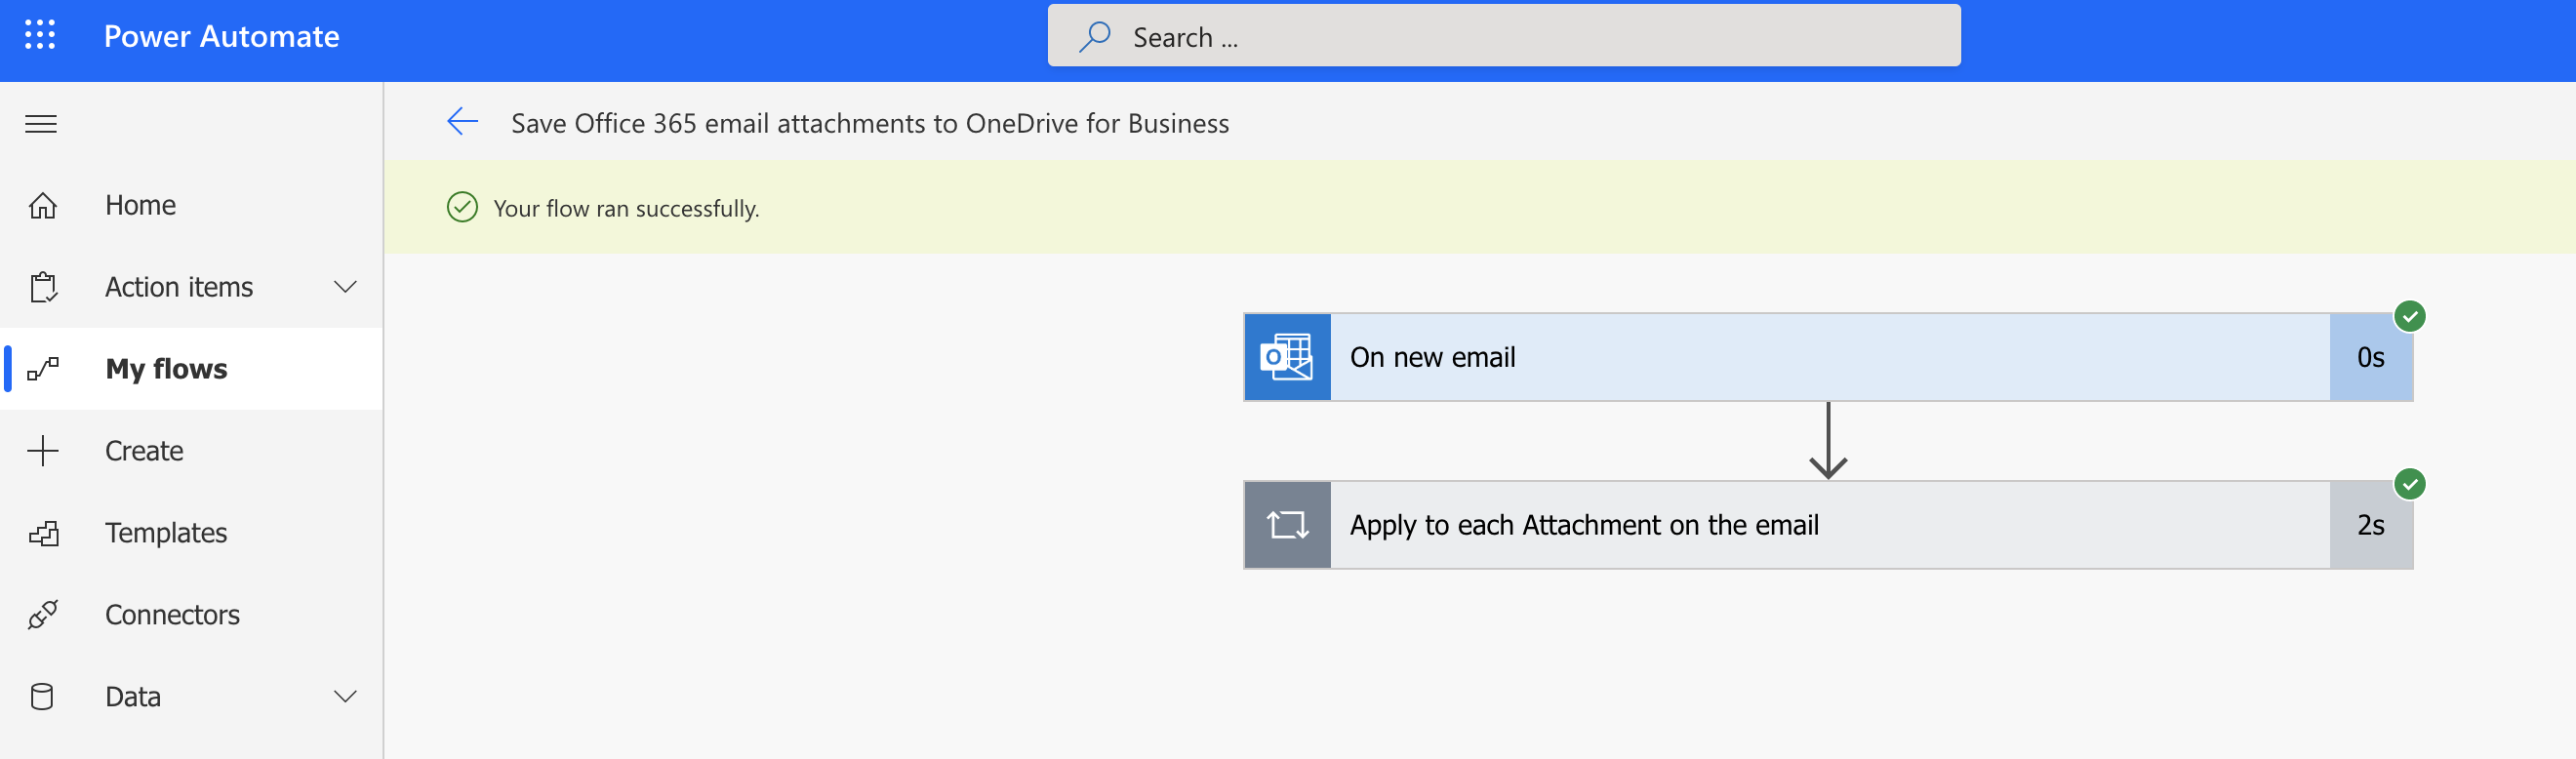 Power Automate
Search ...
Save Office 365 email attachments to OneDrive for Business
Your flow ran successfully.
Home
Action items
My flows
Create
Templates
Connectors
Data
On new email
0s
Apply to each Attachment on the email
2s